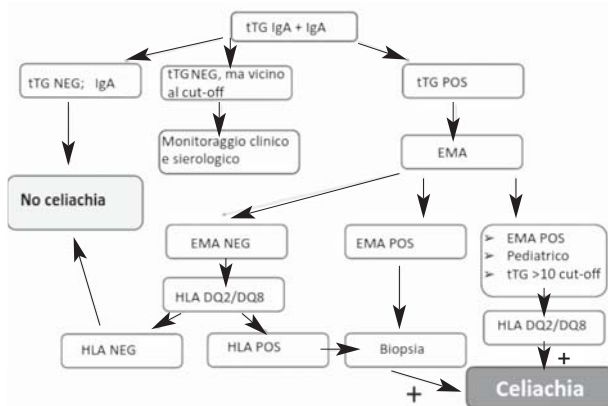 tTG IgA + IgA
tTG NEG; IgA
tTG NEG, ma vicino
al cut-off
tTG POS
Monitoraggio clinico
e sierologico
EMA
No celiachia
EMA NEG
EMA POS
➢ EMA POS
➢ Pediatrico
➢ tTG >10 cut-off
HLA DQ2/DQ8
HLA DQ2/DQ8
HLA NEG
HLA POS
Biopsia
+
+
Celiachia